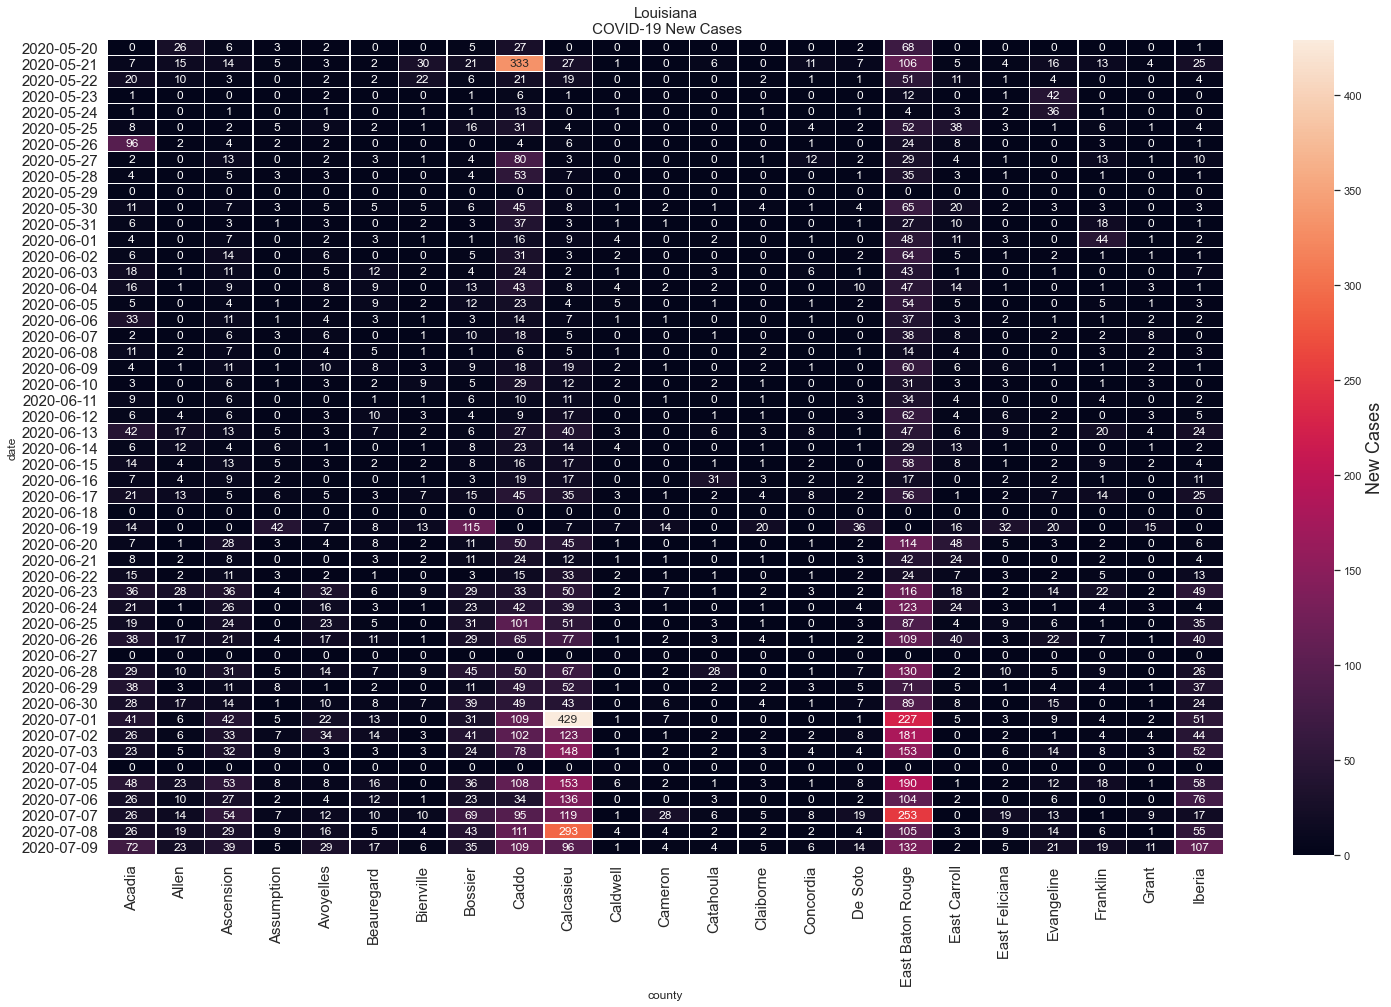 Louisiana
COVID-19 New Cases
2020-05-20 0 26 6 3 2 0 0 5 27 0 0 0 0 0 0 2 68 0 0 0 0 0 1
2020-05-21 7 15 14 5 3 2 30 21 333 27 1 0 6 0 11 7 106 5 4 16 13 4 25
2020-05-22 20 10 3 0 2 2 22 6 21 19 0 0 0 2 1 1 51 11 1 4 0 0 4
2020-05-23 1 0 0 0 2 0 0 1 6 1 0 0 0 0 0 0 12 0 1 42 0 0 0
2020-05-24 1 0 1 0 1 0 1 1 13 0 1 0 0 1 0 1 4 3 2 36 1 0 0
2020-05-25 8 0 2 5 9 2 1 16 31 4 0 0 0 0 4 2 52 38 3 1 6 1 4
2020-05-26 96 2 4 2 2 0 0 0 4 6 0 0 0 0 1 0 24 8 0 0 3 0 1
2020-05-27 2 0 13 0 2 3 1 4 80 3 0 0 0 1 12 2 29 4 1 0 13 1 10
2020-05-28 4 0 5 3 3 0 0 4 53 7 0 0 0 0 0 1 35 3 1 0 1 0 1
2020-05-29 0 0 0 0 0 0 0 0 0 0 0 0 0 0 0 0 0 0 0 0 0 0 0
2020-05-30 11 0 7 3 5 5 5 6 45 8 1 2 1 4 1 4 65 20 2 3 3 0 3
2020-05-31 6 0 3 1 3 0 2 3 37 3 1 1 0 0 0 1 27 10 0 0 18 0 1
2020-06-01 4 0 7 0 2 3 1 1 16 9 4 0 2 0 1 0 48 11 3 0 44 1 2
2020-06-02 6 0 14 0 6 0 0 5 31 3 2 0 0 0 0 2 64 5 1 2 1 1 1
2020-06-03 18 1 11 0 5 12 2 4 24 2 1 0 3 0 6 1 43 1 0 1 0 0 7
2020-06-04 16 1 9 0 8 9 0 13 43 8 4 2 2 0 0 10 47 14 1 0 1 3 1
2020-06-05 5 0 4 1 2 9 2 12 23 4 5 0 1 0 1 2 54 5 0 0 5 1 3
2020-06-06 33 0 11 1 4 3 1 3 14 7 1 1 0 0 1 0 37 3 2 1 1 2 2
2020-06-07 2 0 6 3 6 0 1 10 18 5 0 0 1 0 0 0 38 8 0 2 2 8 0
2020-06-08 11 2 7 0 4 5 1 1 6 5 1 0 0 2 0 1 14 4 0 0 3 2 3
2020-06-09 4 1 11 1 10 8 3 9 18 19 2 1 0 2 1 0 60 6 6 1 1 2 1
2020-06-10 3 0 6 1 3 2 9 5 29 12 2 0 2 1 0 0 31 3 3 0 1 3 0
2020-06-11 9 0 6 0 0 1 1 6 10 11 0 1 0 1 0 3 34 4 0 0 4 0 2
2020-06-12 6 4 6 0 3 10 3 4 9 17 0 0 1 1 0 3 62 4 6 2 0 3 5
2020-06-13 42 17 13 5 3 7 2 6 27 40 3 0 6 3 8 1 47 6 9 2 20 4 24
2020-06-14 6 12 4 6 1 0 1 8 23 14 4 0 0 1 0 1 29 13 1 0 0 1 2
2020-06-15 14 4 13 5 3 2 2 8 16 17 0 0 1 1 2 0 58 8 1 2 9 2 4
2020-06-16 7 4 9 2 0 0 1 3 19 17 0 0 31 3 2 2 17 0 2 2 0 1 11
2020-06-17 21 13 5 6 5 3 7 15 45 35 3 1 2 4 8 2 56 1 2 7 14 0 25
2020-06-18 0 0 0 0 0 0 0 0 0 0 0 0 0 0 0 0 0 0 0 0 0 0 0
2020-06-19 14 0 0 42 7 8 13 115 0 7 7 14 0 20 0 36 0 16 32 20 0 15 0
2020-06-20 7 1 28 3 4 8 2 11 50 45 1 0 1 0 1 2 114 48 5 3 2 0 6
2020-06-21 8 2 8 0 0 3 2 11 24 12 1 1 0 1 0 3 42 24 0 0 2 0 4
2020-06-22 15 2 11 3 2 1 0 3 15 33 2 1 1 0 1 2 24 7 3 2 5 0 13
2020-06-23 36 28 36 4 32 6 9 29 33 50 2 7 1 2 3 2 116 18 2 14 22 2 49
2020-06-24 21 1 26 0 16 3 1 23 42 39 3 1 0 1 0 4 123 24 3 1 4 3 4
2020-06-25 19 0 24 0 23 5 0 31 101 51 0 0 3 1 0 3 87 4 9 6 1 0 35
2020-06-26 38 17 21 4 17 11 1 29 65 77 1 2 3 4 1 2 109 40 3 22 7 1 40
2020-06-27 0 0 0 0 0 0 0 0 0 0 0 0 0 0 0 0 0 0 0 0 0 0 0
2020-06-28 29 10 31 5 14 7 9 45 50 67 0 2 28 0 1 7 130 2 10 5 9 0 26
2020-06-29 38 3 11 8 1 2 0 11 49 52 1 0 2 2 3 5 71 5 1 4 4 1 37
2020-06-30 28 17 14 1 10 8 7 39 49 43 0 6 0 4 1 7 89 8 0 15 0 1 24
2020-07-01 41 6 42 5 22 13 0 31 109 429 1 7 0 0 0 1 227 5 3 9 4 2 51
2020-07-02 26 6 33 7 34 14 3 41 102 123 0 1 2 2 2 8 181 0 2 1 4 4 44
2020-07-03 23 5 32 9 3 3 3 24 78 148 1 2 2 3 4 4 153 0 6 14 8 3 52
2020-07-04 0 0 0 0 0 0 0 0 0 0 0 0 0 0 0 0 0 0 0 0 0 0 0
2020-07-05 48 23 53 8 8 16 0 36 108 153 6 2 1 3 1 8 190 1 2 12 18 1 58
2020-07-06 26 10 27 2 4 12 1 23 34 136 0 0 3 0 0 2 104 2 0 6 0 0 76
2020-07-07 26 14 54 7 12 10 10 69 95 119 1 28 6 5 8 19 253 0 19 13 1 9 17
2020-07-08 26 19 29 9 16 5 4 43 111 293 4 4 2 2 2 4 105 3 9 14 6 1 55
2020-07-09 72 23 39 5 29 17 6 35 109 96 1 4 4 5 6 14 132 2 5 21 19 11 107
date
Acadia
Allen
Ascension
Assumption
Avoyelles
Beauregard
Bienville
Bossier
Caddo
Calcasieu
Caldwell
Cameron
Catahoula
Claiborne
Concordia
De Soto
East Baton Rouge
East Carroll
East Feliciana
Evangeline
Franklin
Grant
Iberia
county
400
350
300
250
200
150
100
50
0
New Cases